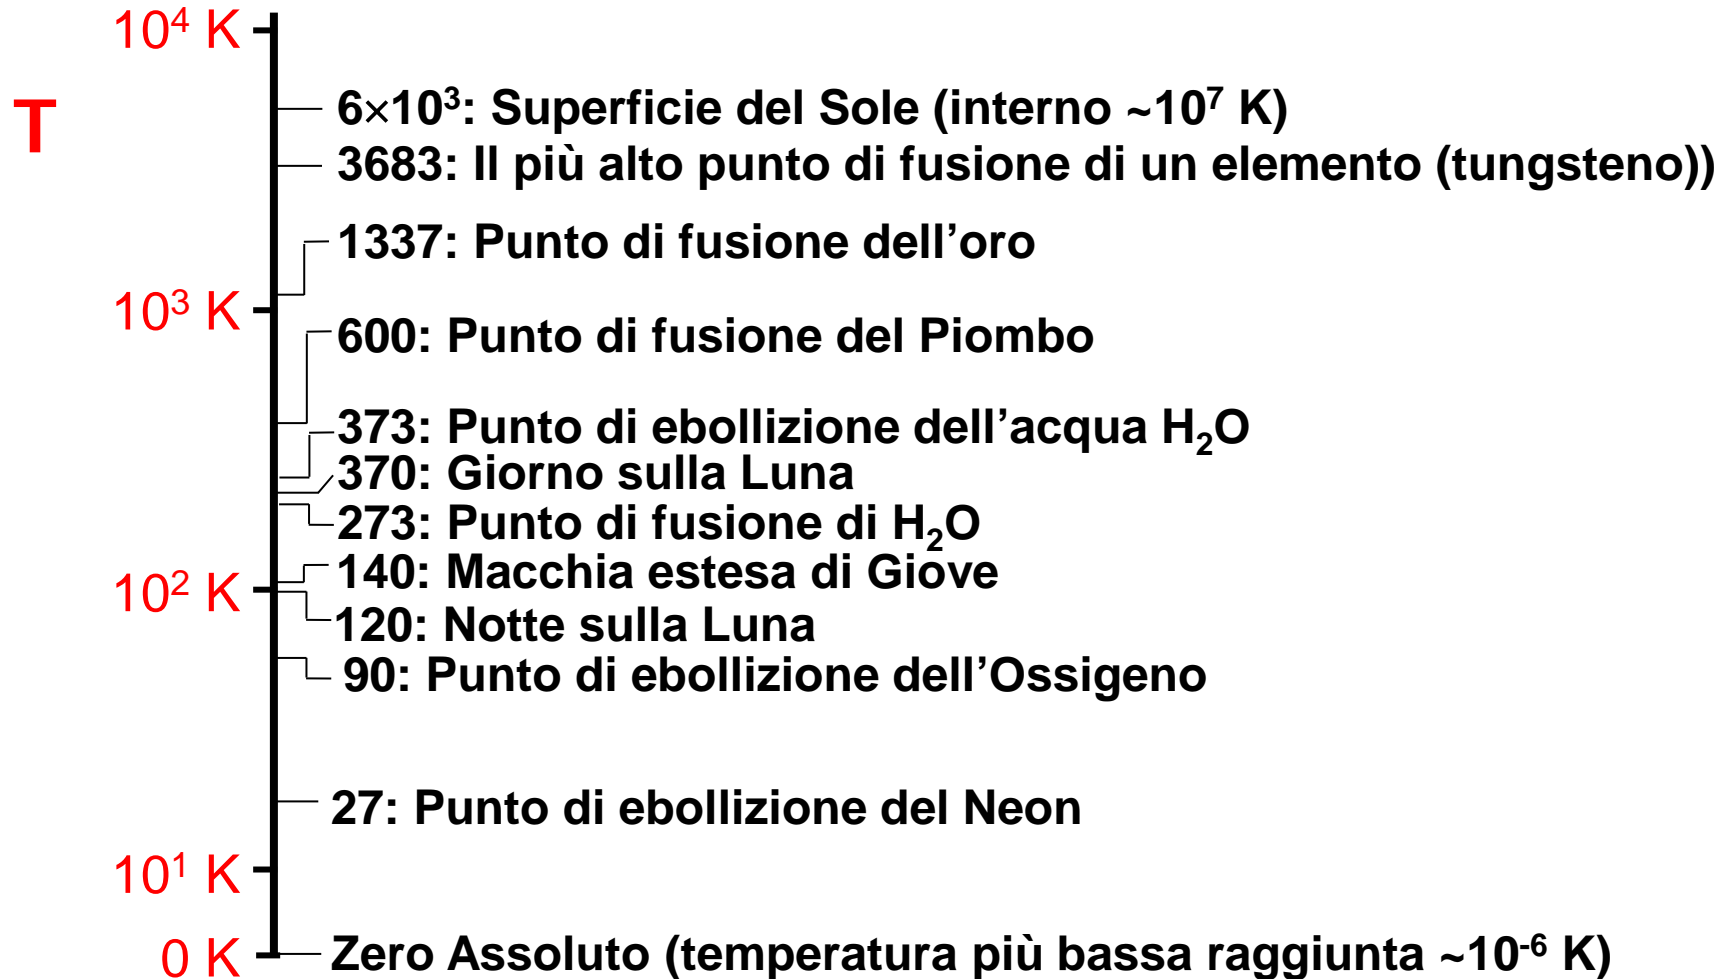 10⁴ K
T
6×10³: Superficie del Sole (interno ~10⁷ K)
3683: Il più alto punto di fusione di un elemento (tungsteno))
1337: Punto di fusione dell’oro
10³ K
600: Punto di fusione del Piombo
373: Punto di ebollizione dell’acqua H₂O
370: Giorno sulla Luna
273: Punto di fusione di H₂O
140: Macchia estesa di Giove
10² K
120: Notte sulla Luna
90: Punto di ebollizione dell’Ossigeno
27: Punto di ebollizione del Neon
10¹ K
0 K
Zero Assoluto (temperatura più bassa raggiunta ~10⁻⁶ K)